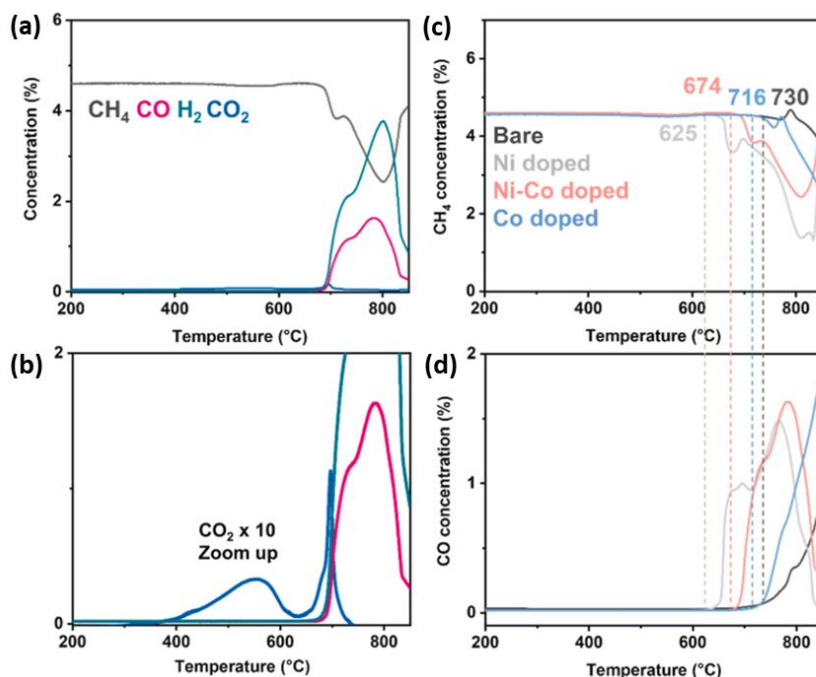 (a)
6
4
2
0
Concentration (%)
CH₄ CO H₂ CO₂
200 400 600 800
Temperature (°C)
(c)
6
4
2
0
CH₄ concentration (%)
674
716 730
625
Bare
Ni doped
Ni-Co doped
Co doped
200 400 600 800
Temperature (°C)
(b)
2
1
0
CO₂ x 10
Zoom up
200 400 600 800
Temperature (°C)
(d)
2
1
0
CO concentration (%)
200 400 600 800
Temperature (°C)